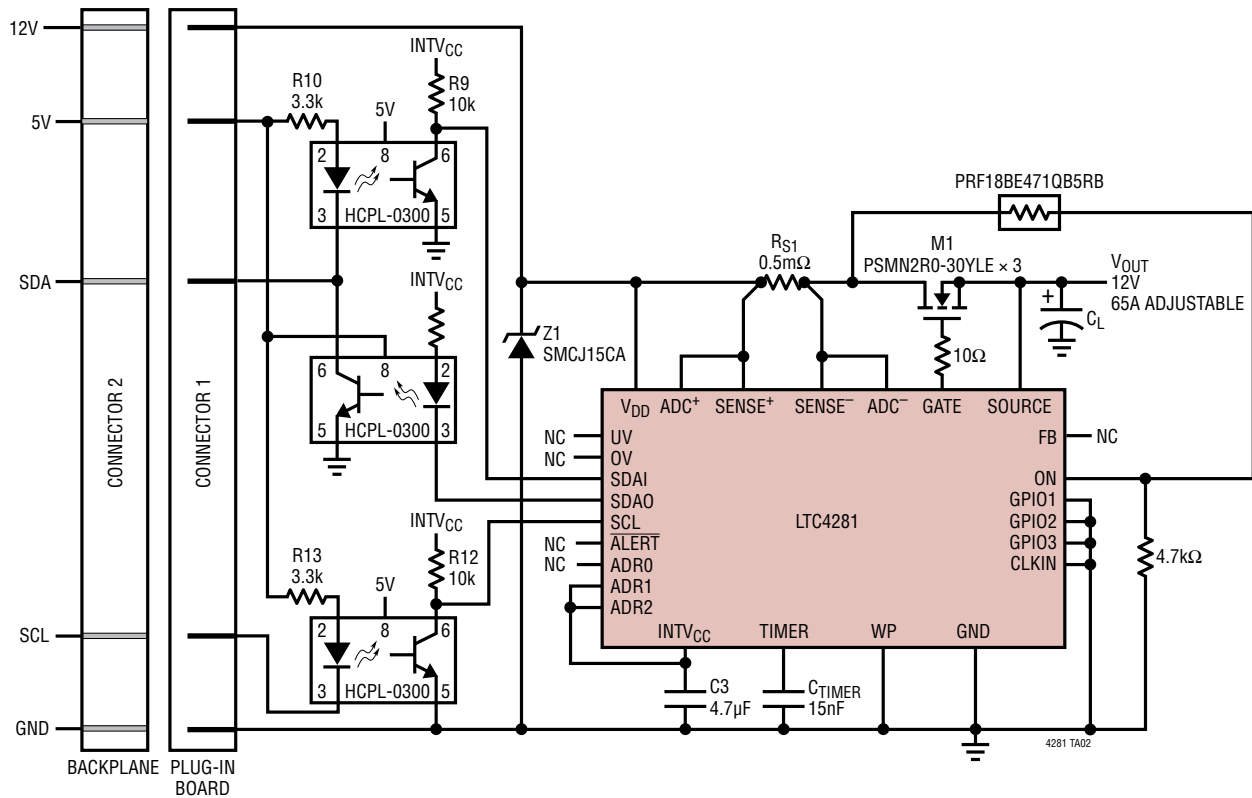 12V
5V
SDA
SCL
GND
CONNECTOR 2
CONNECTOR 1
BACKPLANE
PLUG-IN
BOARD
R10
3.3k
5V
INTVCC
R9
10k
2
8
6
3
HCPL-0300
5
INTVCC
6
8
2
5
HCPL-0300
3
INTVCC
R12
10k
R13
3.3k
5V
2
8
6
3
HCPL-0300
5
Z1
SMCJ15CA
RS1
0.5mΩ
PRF18BE471QB5RB
M1
PSMN2R0-30YLE × 3
10Ω
+
CL
VOUT
12V
65A ADJUSTABLE
VDD
ADC+
SENSE+
SENSE−
ADC−
GATE
SOURCE
NC
UV
NC
OV
SDAI
SDAO
SCL
NC
ALERT
NC
ADR0
ADR1
ADR2
LTC4281
FB
NC
ON
GPIO1
GPIO2
GPIO3
CLKIN
INTVCC
TIMER
WP
GND
4.7kΩ
C3
4.7µF
CTIMER
15nF
4281 TA02